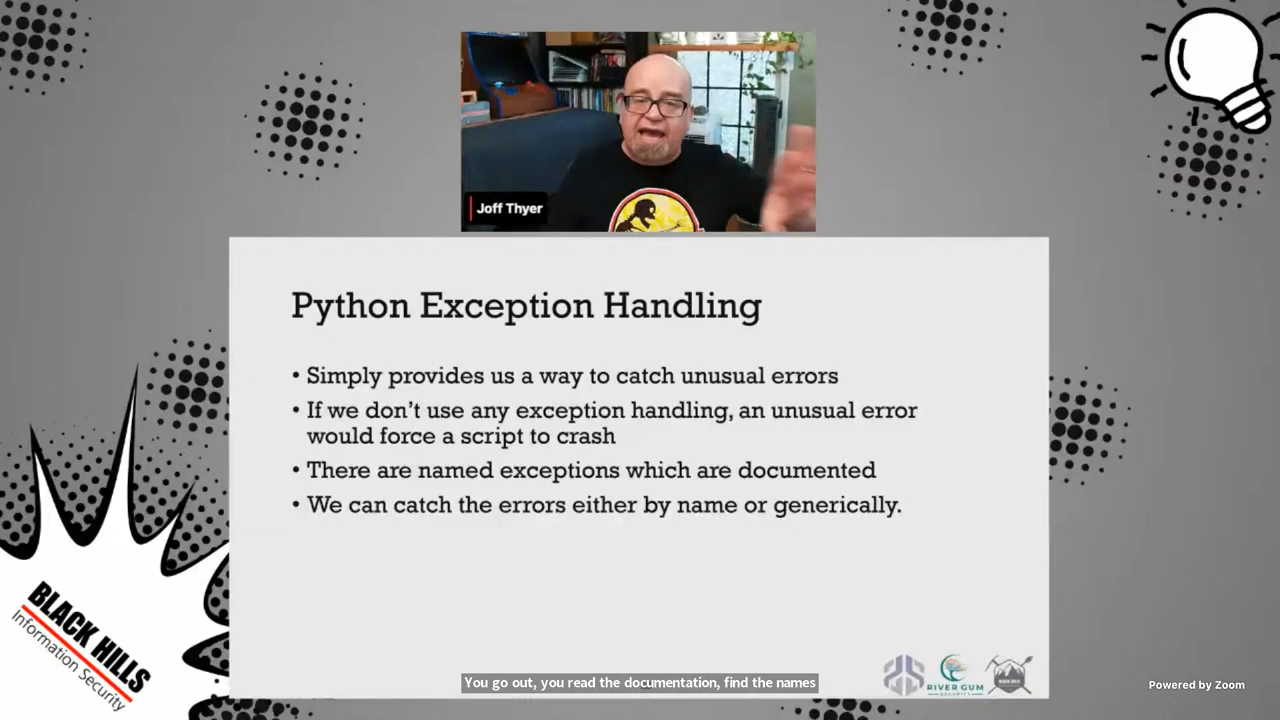 Joff Thyer
Python Exception Handling
• Simply provides us a way to catch unusual errors
• If we don’t use any exception handling, an unusual error
would force a script to crash
• There are named exceptions which are documented
• We can catch the errors either by name or generically.
BLACK HILLS
Information Security
RIVER GUM
SECURITY
You go out, you read the documentation, find the names
Powered by Zoom